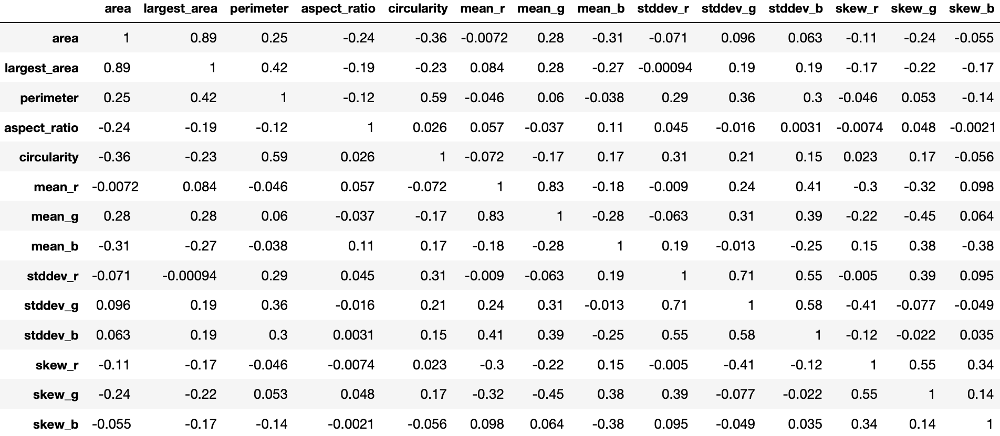 area largest_area perimeter aspect_ratio circularity mean_r mean_g mean_b stddev_r stddev_g stddev_b skew_r skew_g skew_b
area 1 0.89 0.25 -0.24 -0.36 -0.0072 0.28 -0.31 -0.071 0.096 0.063 -0.11 -0.24 -0.055
largest_area 0.89 1 0.42 -0.19 -0.23 0.084 0.28 -0.27 -0.00094 0.19 0.19 -0.17 -0.22 -0.17
perimeter 0.25 0.42 1 -0.12 0.59 -0.046 0.06 -0.038 0.29 0.36 0.3 -0.046 0.053 -0.14
aspect_ratio -0.24 -0.19 -0.12 1 0.026 0.057 -0.037 0.11 0.045 -0.016 0.0031 -0.0074 0.048 -0.0021
circularity -0.36 -0.23 0.59 0.026 1 -0.072 -0.17 0.17 0.31 0.21 0.15 0.023 0.17 -0.056
mean_r -0.0072 0.084 -0.046 0.057 -0.072 1 0.83 -0.18 -0.009 0.24 0.41 -0.3 -0.32 0.098
mean_g 0.28 0.28 0.06 -0.037 -0.17 0.83 1 -0.28 -0.063 0.31 0.39 -0.22 -0.45 0.064
mean_b -0.31 -0.27 -0.038 0.11 0.17 -0.18 -0.28 1 0.19 -0.013 -0.25 0.15 0.38 -0.38
stddev_r -0.071 -0.00094 0.29 0.045 0.31 -0.009 -0.063 0.19 1 0.71 0.55 -0.005 0.39 0.095
stddev_g 0.096 0.19 0.36 -0.016 0.21 0.24 0.31 -0.013 0.71 1 0.58 -0.41 -0.077 -0.049
stddev_b 0.063 0.19 0.3 0.0031 0.15 0.41 0.39 -0.25 0.55 0.58 1 -0.12 -0.022 0.035
skew_r -0.11 -0.17 -0.046 -0.0074 0.023 -0.3 -0.22 0.15 -0.005 -0.41 -0.12 1 0.55 0.34
skew_g -0.24 -0.22 0.053 0.048 0.17 -0.32 -0.45 0.38 0.39 -0.077 -0.022 0.55 1 0.14
skew_b -0.055 -0.17 -0.14 -0.0021 -0.056 0.098 0.064 -0.38 0.095 -0.049 0.035 0.34 0.14 1